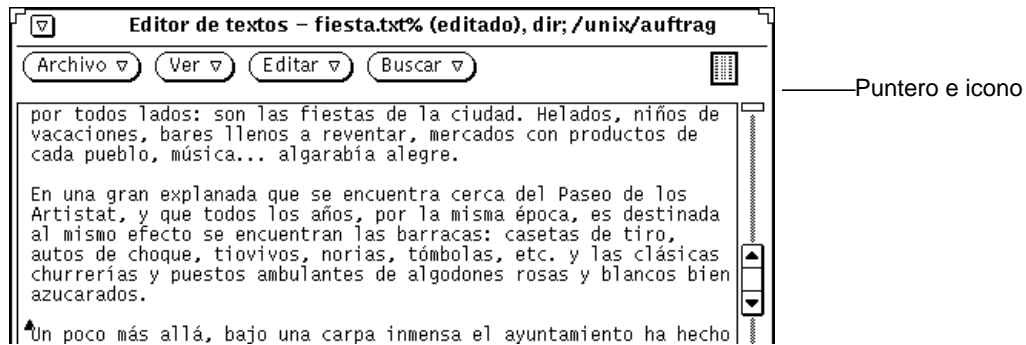 Editor de textos – fiesta.txt% (editado), dir; /unix/auftrag
Archivo Ver Editar Buscar
Puntero e icono
por todos lados: son las fiestas de la ciudad. Helados, niños de
vacaciones, bares llenos a reventar, mercados con productos de
cada pueblo, música... algarabía alegre.
En una gran explanada que se encuentra cerca del Paseo de los
Artistat, y que todos los años, por la misma época, es destinada
al mismo efecto se encuentran las barracas: casetas de tiro,
autos de choque, tiovivos, norias, tómbolas, etc. y las clásicas
churrerías y puestos ambulantes de algodones rosas y blancos bien
azucarados.
Un poco más allá, bajo una carpa inmensa el ayuntamiento ha hecho